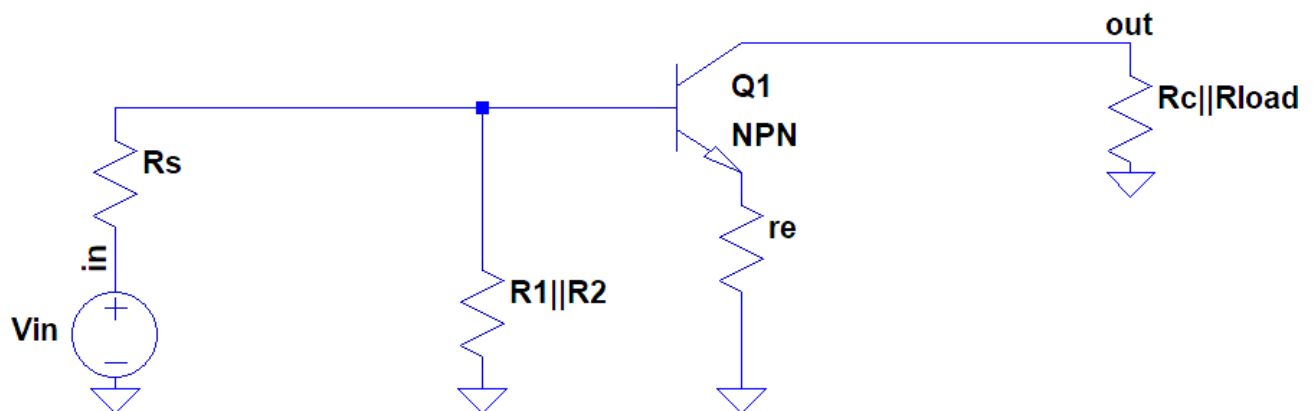 out
Q1
Rc||Rload
NPN
Rs
re
in
R1||R2
Vin